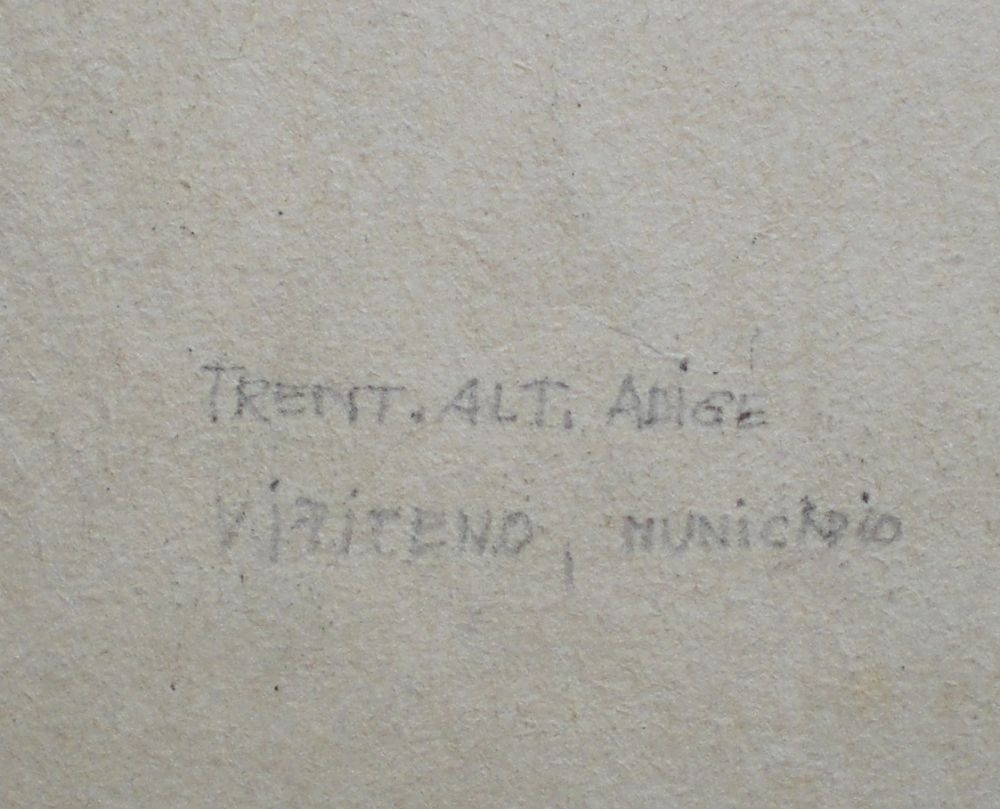 TRENT. ALT. ADIGE
ViPiTENO, MUNiCiPiO